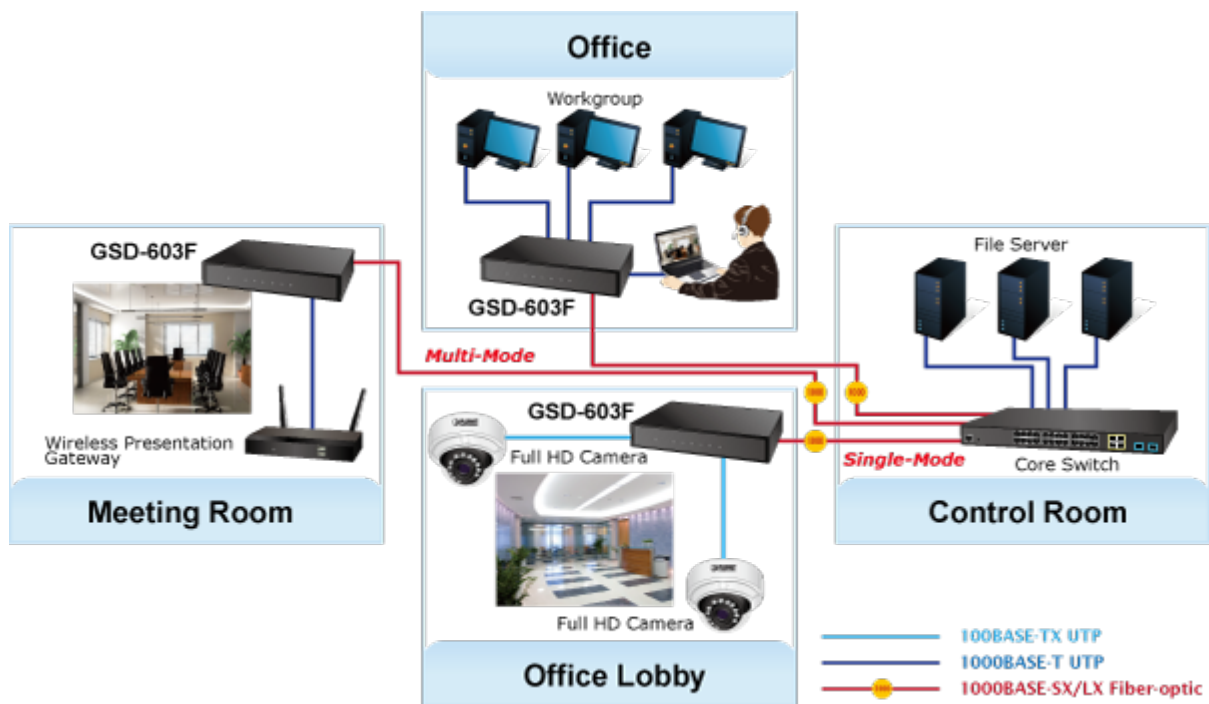 Office
Workgroup
GSD-603F
GSD-603F
File Server
Multi-Mode
GSD-603F
Wireless Presentation
Gateway
Full HD Camera
Single-Mode
Core Switch
Meeting Room
Control Room
Full HD Camera
Office Lobby
100BASE-TX UTP
1000BASE-T UTP
1000BASE-SX/LX Fiber-optic